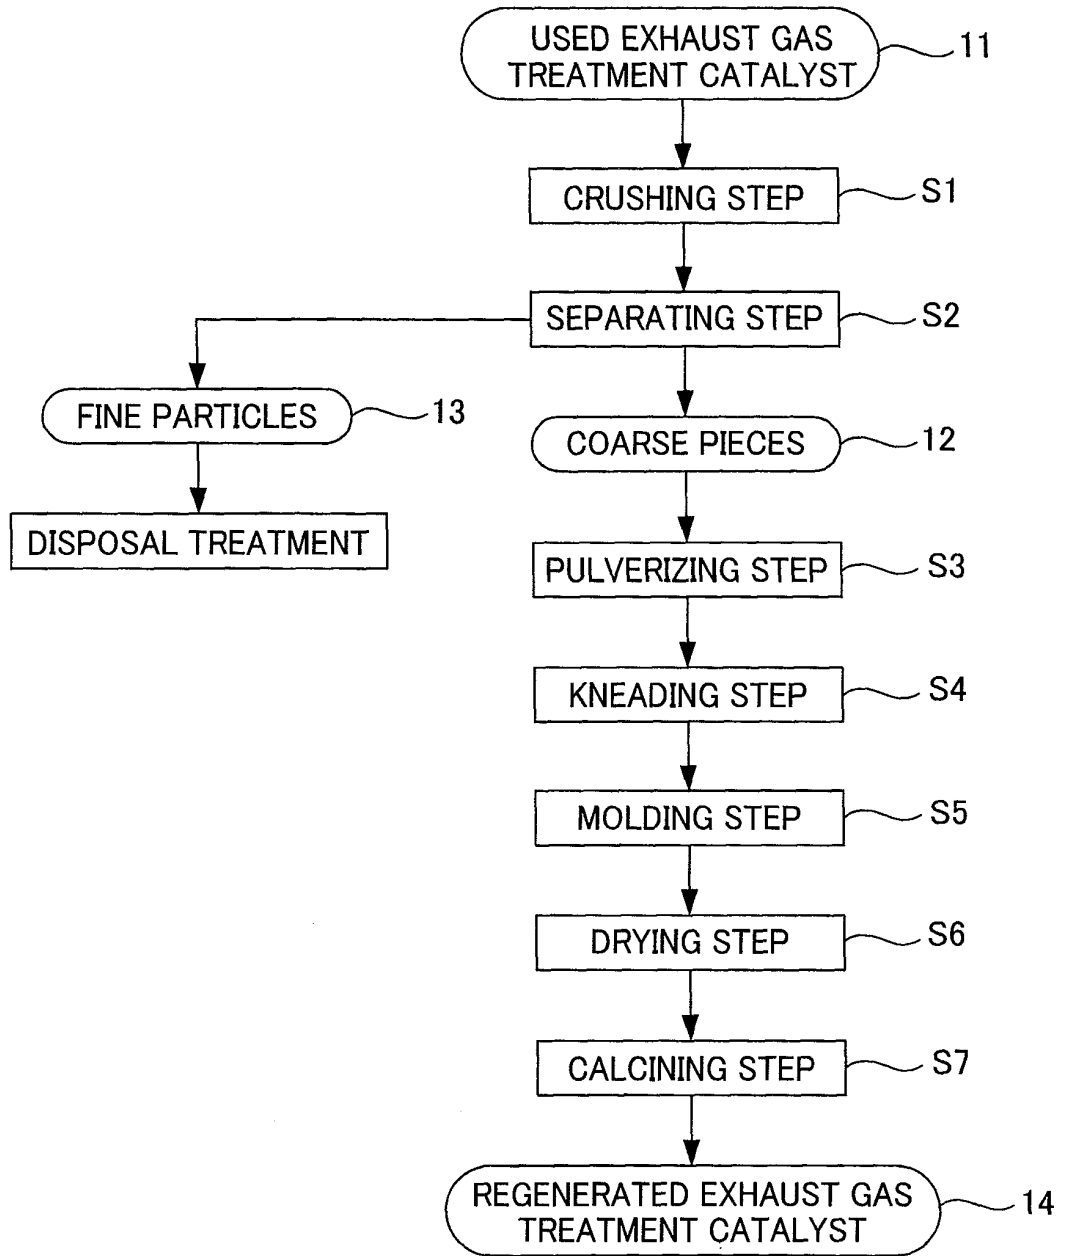 USED EXHAUST GAS
TREATMENT CATALYST
11
CRUSHING STEP
S1
SEPARATING STEP
S2
FINE PARTICLES
13
COARSE PIECES
12
DISPOSAL TREATMENT
PULVERIZING STEP
S3
KNEADING STEP
S4
MOLDING STEP
S5
DRYING STEP
S6
CALCINING STEP
S7
REGENERATED EXHAUST GAS
TREATMENT CATALYST
14